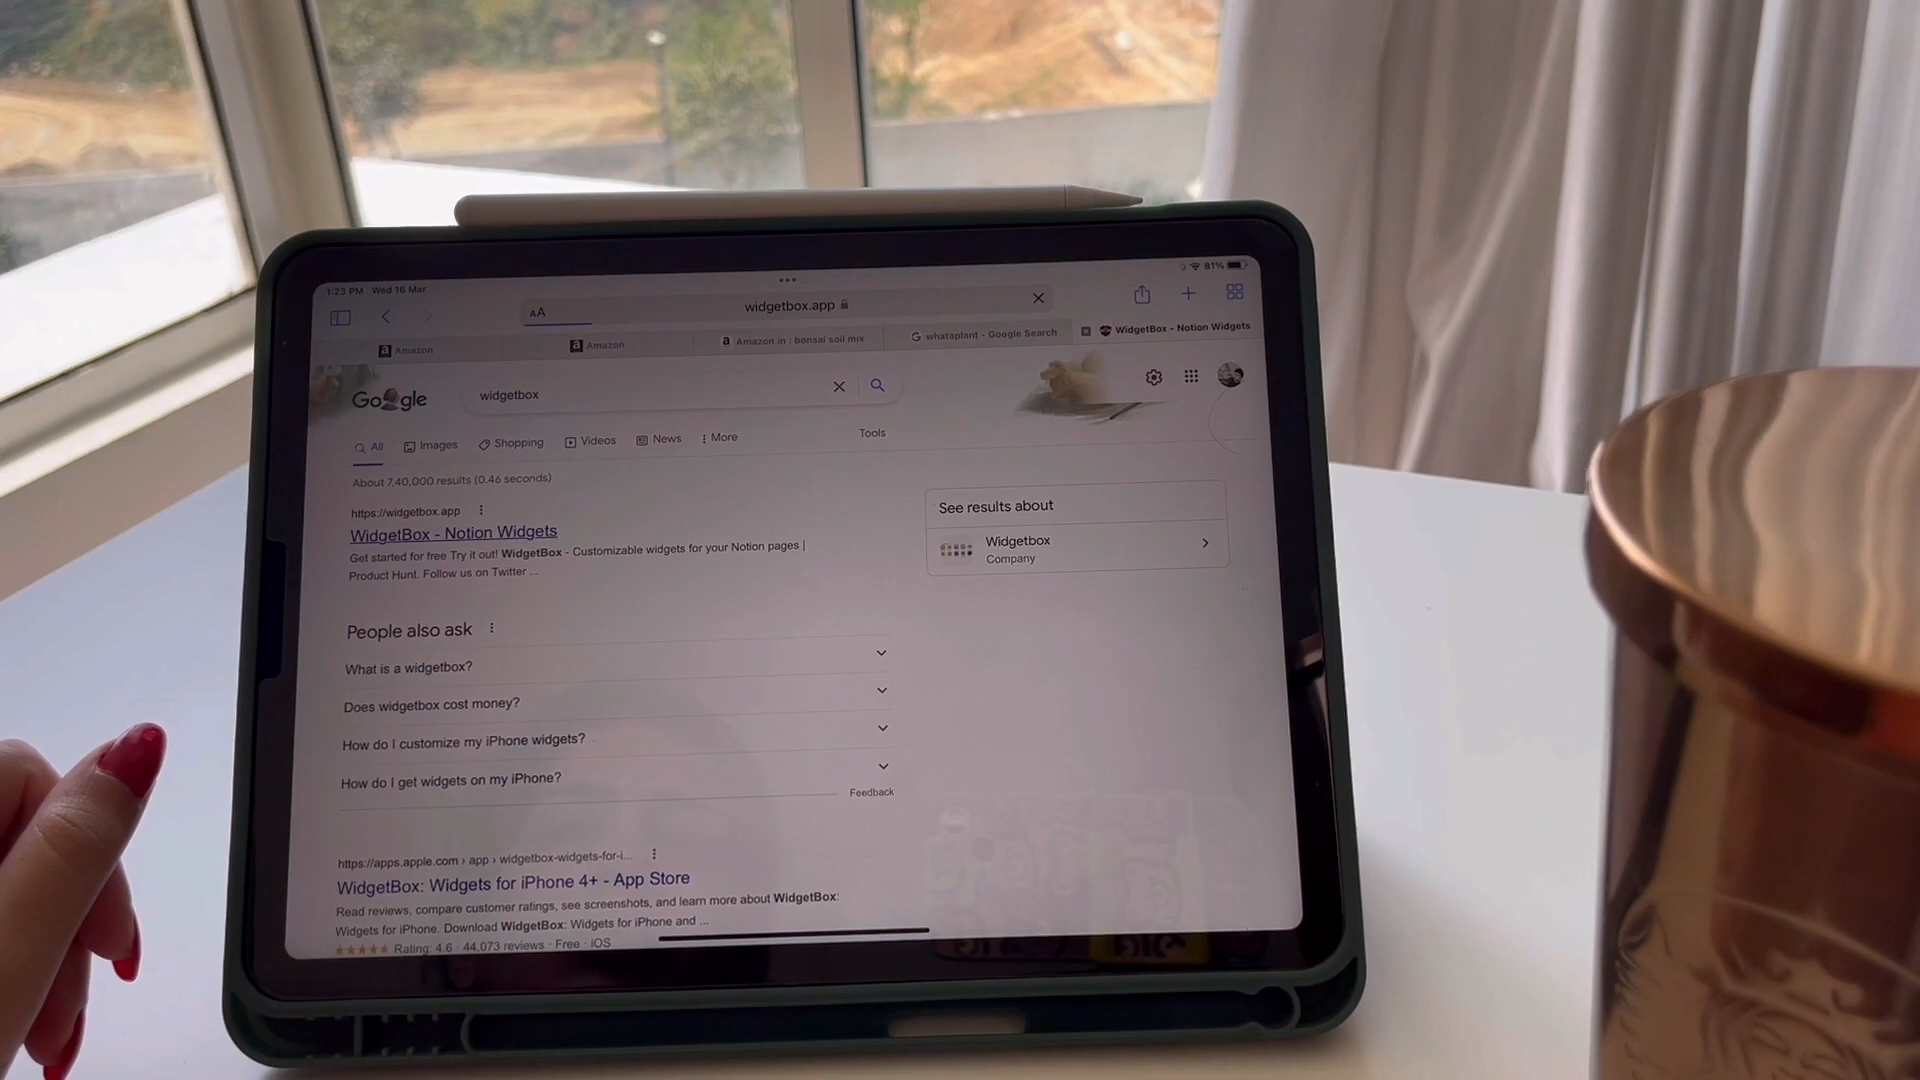 1:23 PM Wed 16 Mar
81%
AA
widgetbox.app
Amazon
Amazon
Amazon.in : bonsai soil mix
whataplant - Google Search
WidgetBox - Notion Widgets
Google
widgetbox
All
Images
Shopping
Videos
News
More
Tools
About 7,40,000 results (0.46 seconds)
https://widgetbox.app
WidgetBox - Notion Widgets
Get started for free Try it out! WidgetBox - Customizable widgets for your Notion pages |
Product Hunt. Follow us on Twitter ...
See results about
Widgetbox
Company
People also ask
What is a widgetbox?
Does widgetbox cost money?
How do I customize my iPhone widgets?
How do I get widgets on my iPhone?
Feedback
https://apps.apple.com › app › widgetbox-widgets-for-i...
WidgetBox: Widgets for iPhone 4+ - App Store
Read reviews, compare customer ratings, see screenshots, and learn more about WidgetBox:
Widgets for iPhone. Download WidgetBox: Widgets for iPhone and ...
Rating: 4.6 · 44,073 reviews · Free · iOS